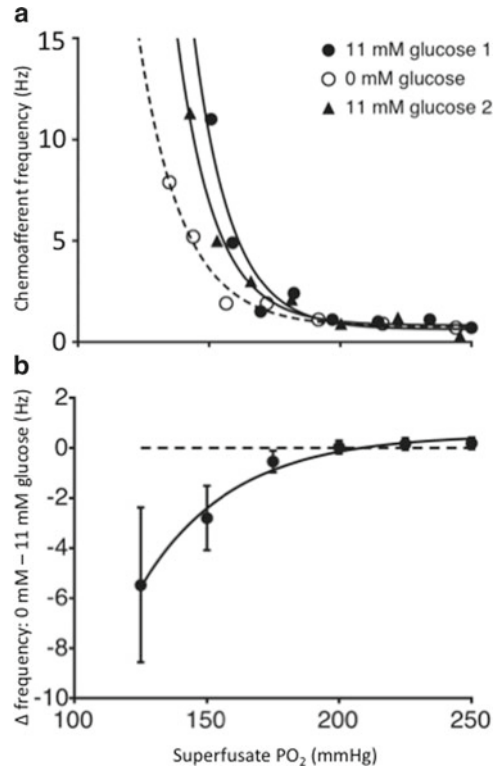 a
15
10
5
0
Chemoafferent frequency (Hz)
11 mM glucose 1
0 mM glucose
11 mM glucose 2
b
2
0
-2
-4
-6
-8
-10
Δ frequency: 0 mM – 11 mM glucose (Hz)
100 150 200 250
Superfusate PO₂ (mmHg)